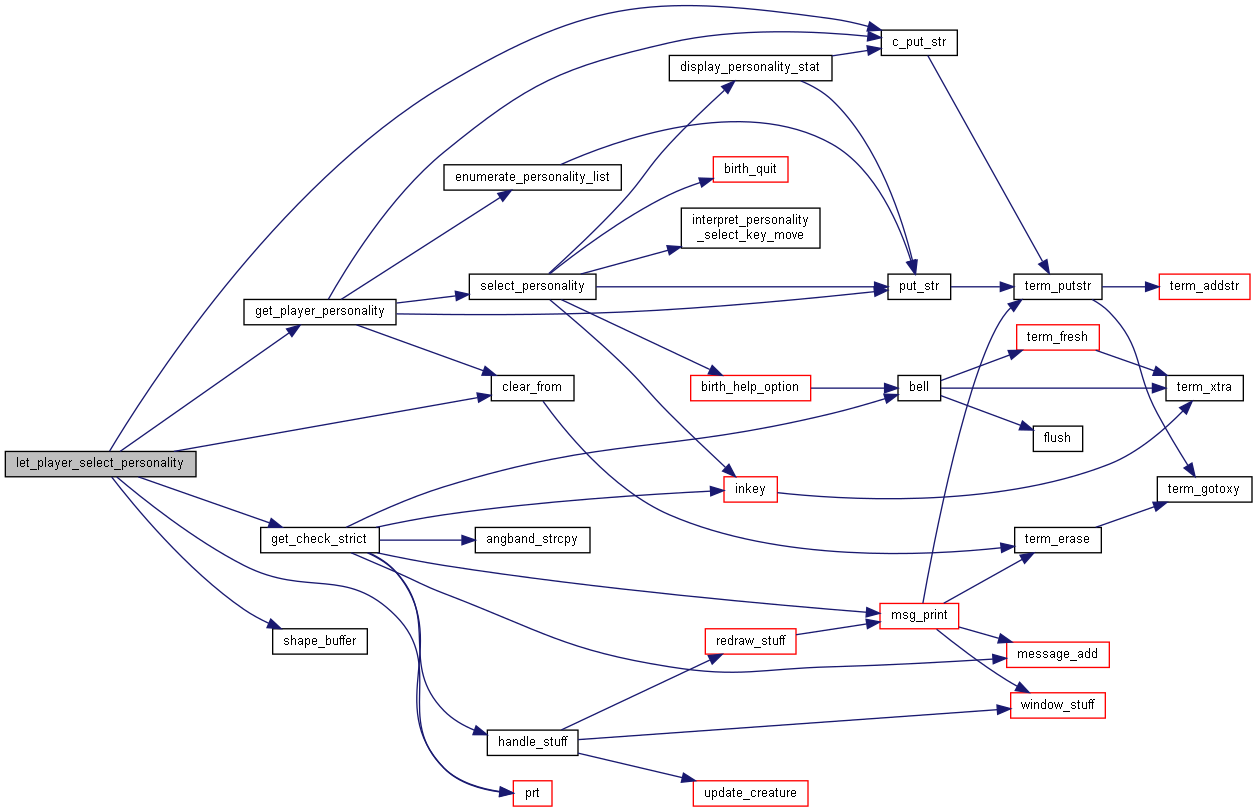 c_put_str
display_personality_stat
birth_quit
enumerate_personality_list
interpret_personality
_select_key_move
select_personality
put_str
term_putstr
term_addstr
get_player_personality
term_fresh
clear_from
birth_help_option
bell
term_xtra
flush
let_player_select_personality
inkey
term_gotoxy
get_check_strict
angband_strcpy
term_erase
msg_print
shape_buffer
redraw_stuff
message_add
window_stuff
handle_stuff
prt
update_creature